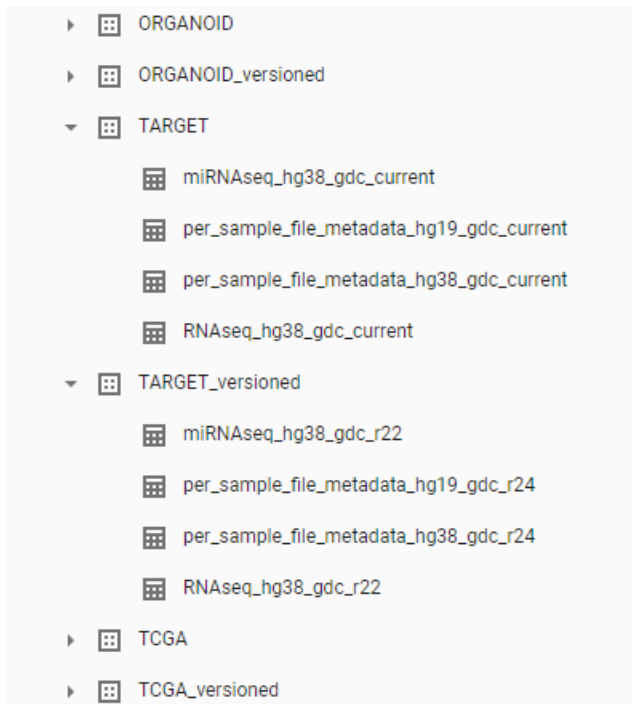 ORGANOID
ORGANOID_versioned
TARGET
miRNAseq_hg38_gdc_current
per_sample_file_metadata_hg19_gdc_current
per_sample_file_metadata_hg38_gdc_current
RNAseq_hg38_gdc_current
TARGET_versioned
miRNAseq_hg38_gdc_r22
per_sample_file_metadata_hg19_gdc_r24
per_sample_file_metadata_hg38_gdc_r24
RNAseq_hg38_gdc_r22
TCGA
TCGA_versioned